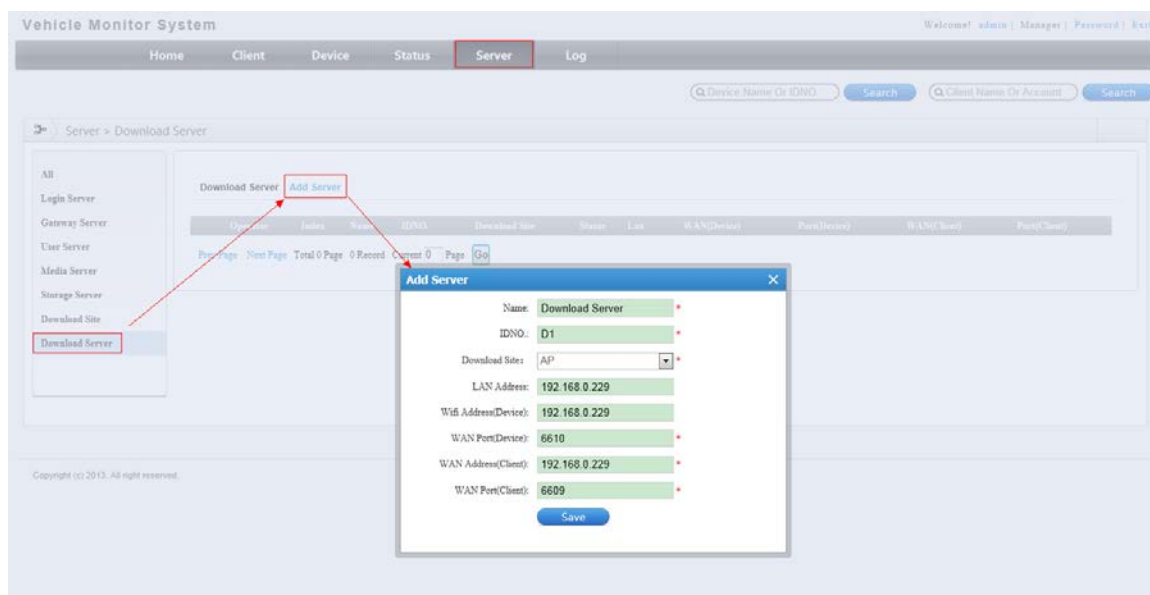 Vehicle Monitor System
Welcome! admin | Manager | Password | Exit
Home Client Device Status Server Log
Device Name Or IDNO Search Client Name Or Account Search
Server > Download Server
All
Login Server
Gateway Server
User Server
Media Server
Storage Server
Download Site
Download Server
Download Server Add Server
Operator Index Name IDNO Download Site Status Lan WAN(Device) Port(Device) WAN(Client) Port(Client)
Prev Page Next Page Total 0 Page 0 Record Current 0 Page Go
Add Server
Name: Download Server *
IDNO.: D1 *
Download Site: AP *
LAN Address: 192.168.0.229
Wifi Address(Device): 192.168.0.229
WAN Port(Device): 6610 *
WAN Address(Client): 192.168.0.229 *
WAN Port(Client): 6609 *
Save
Copyright (c) 2013. All right reserved.